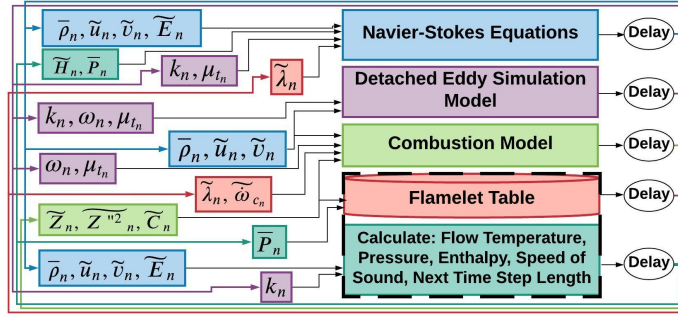 ρ̅ₙ, ũₙ, ṽₙ, Ẽₙ
Navier-Stokes Equations
Delay
H̃ₙ, P̅ₙ
kₙ, μₜₙ
λ̃ₙ
Detached Eddy Simulation
Model
Delay
kₙ, ωₙ, μₜₙ
ρ̅ₙ, ũₙ, ṽₙ
Combustion Model
Delay
ωₙ, μₜₙ
λ̃ₙ, ω̇̃_cₙ
Flamelet Table
Delay
Z̃ₙ, Z̃"²ₙ, C̃ₙ
P̅ₙ
Calculate: Flow Temperature,
Pressure, Enthalpy, Speed of
Sound, Next Time Step Length
Delay
ρ̅ₙ, ũₙ, ṽₙ, Ẽₙ
kₙ